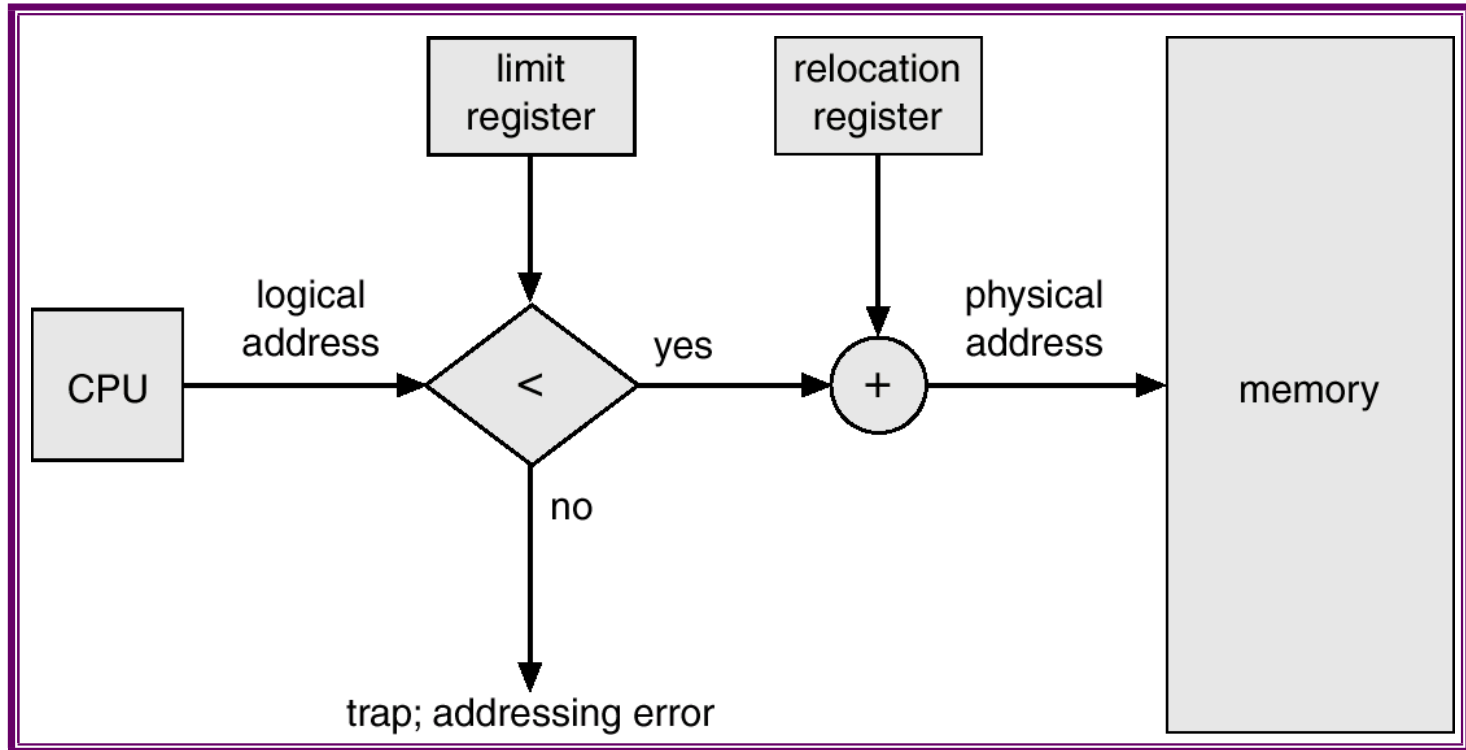 limit
register
relocation
register
logical
address
yes
physical
address
CPU
<
+
memory
no
trap; addressing error